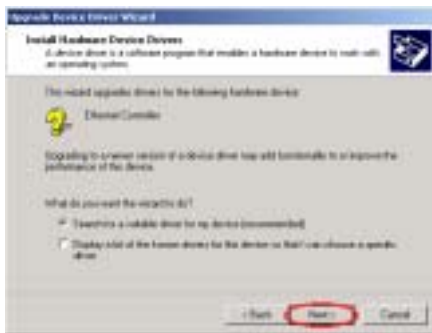 Upgrade Device Driver Wizard
Install Hardware Device Drivers
A device driver is a software program that enables a hardware device to work with
an operating system.
This wizard upgrades drivers for the following hardware device:
Ethernet Controller
Upgrading to a newer version of a device driver may add functionality to or improve the
performance of this device.
What do you want the wizard to do?
Search for a suitable driver for my device (recommended)
Display a list of the known drivers for this device so that I can choose a specific
driver
< Back
Next >
Cancel